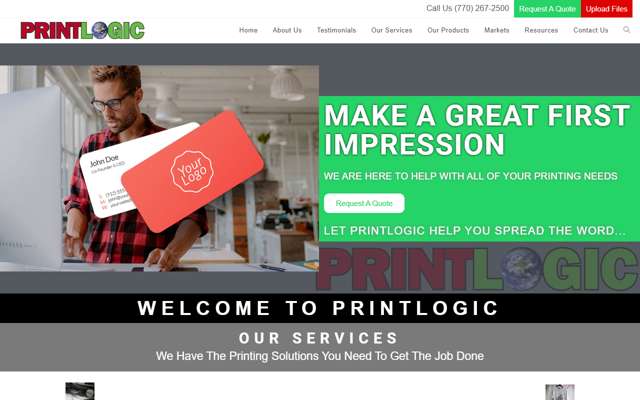 Call Us (770) 267-2500
Request A Quote
Upload Files
PRINTLOGIC
Home
About Us
Testimonials
Our Services
Our Products
Markets
Resources
Contact Us
John Doe
Your
Logo
MAKE A GREAT FIRST
IMPRESSION
WE ARE HERE TO HELP WITH ALL OF YOUR PRINTING NEEDS
Request A Quote
LET PRINTLOGIC HELP YOU SPREAD THE WORD...
PRINTLOGIC
WELCOME TO PRINTLOGIC
OUR SERVICES
We Have The Printing Solutions You Need To Get The Job Done